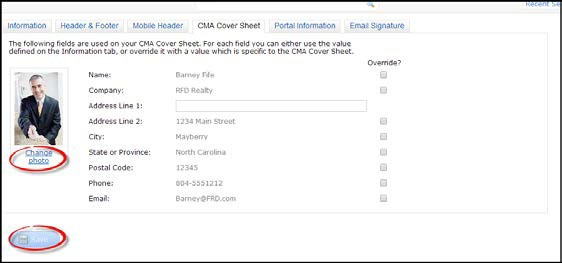 Recent Se
Information Header & Footer Mobile Header CMA Cover Sheet Portal Information Email Signature
The following fields are used on your CMA Cover Sheet. For each field you can either use the value
defined on the Information tab, or override it with a value which is specific to the CMA Cover Sheet.
Override?
Name: Barney Fife
Company: RFD Realty
Address Line 1:
Address Line 2: 1234 Main Street
City: Mayberry
State or Province: North Carolina
Postal Code: 12345
Phone: 804-5551212
Email: Barney@FRD.com
Change
photo
Save